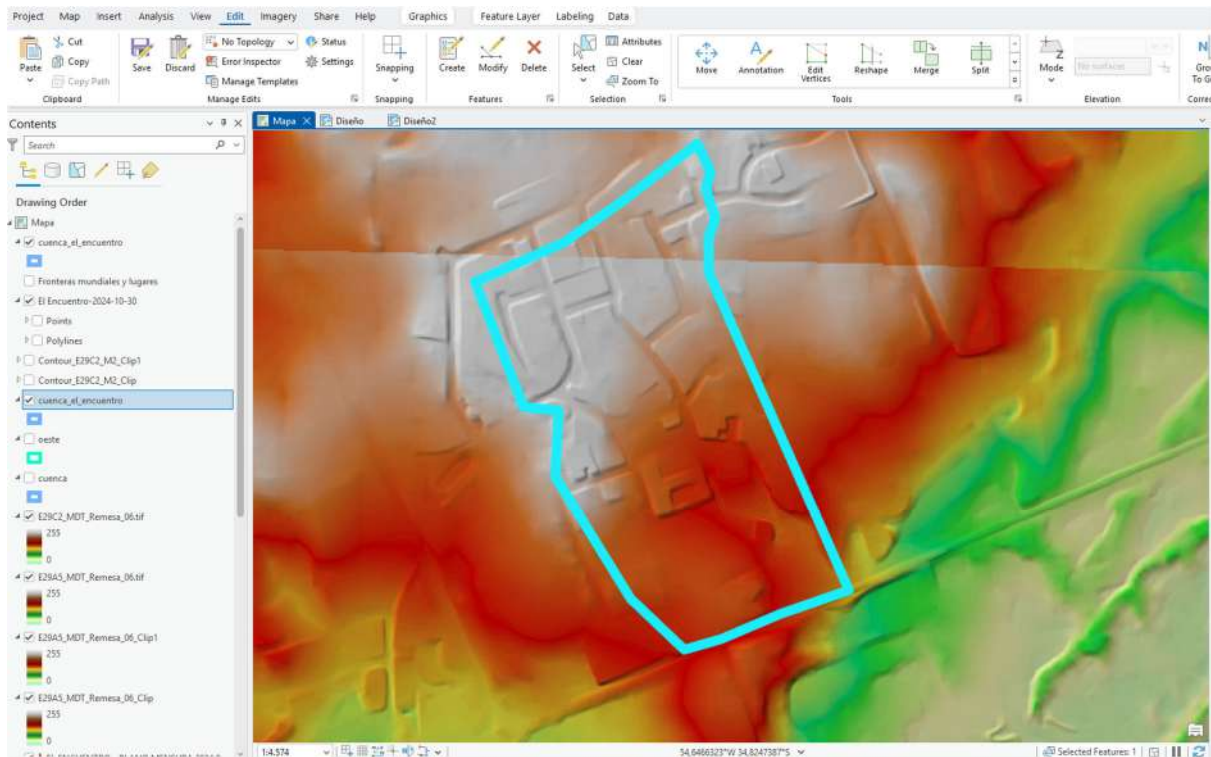 Project Map Insert Analysis View Edit Imagery Share Help Graphics Feature Layer Labeling Data
Paste
Cut
Copy
Copy Path
Clipboard
Save
Discard
No Topology
Error Inspector
Manage Templates
Status
Settings
Manage Edits
Snapping
Snapping
Create
Modify
Delete
Features
Select
Attributes
Clear
Zoom To
Selection
Move
Annotation
Edit
Vertices
Reshape
Merge
Split
Tools
Mode
No surfaces
Elevation
Contents
Search
Drawing Order
Mapa
cuenca_el_encuentro
Fronteras mundiales y lugares
El Encuentro-2024-10-30
Points
Polylines
Contour_E29C2_M2_Clip1
Contour_E29C2_M2_Clip
cuenca_el_encuentro
oeste
cuenca
E29C2_MDT_Remesa_06.tif
255
0
E29A5_MDT_Remesa_06.tif
255
0
E29A5_MDT_Remesa_06_Clip1
255
0
E29A5_MDT_Remesa_06_Clip
255
0
Mapa Diseño Diseño2
1:4.574
54,6466323°W 34,8247387°S
Selected Features: 1